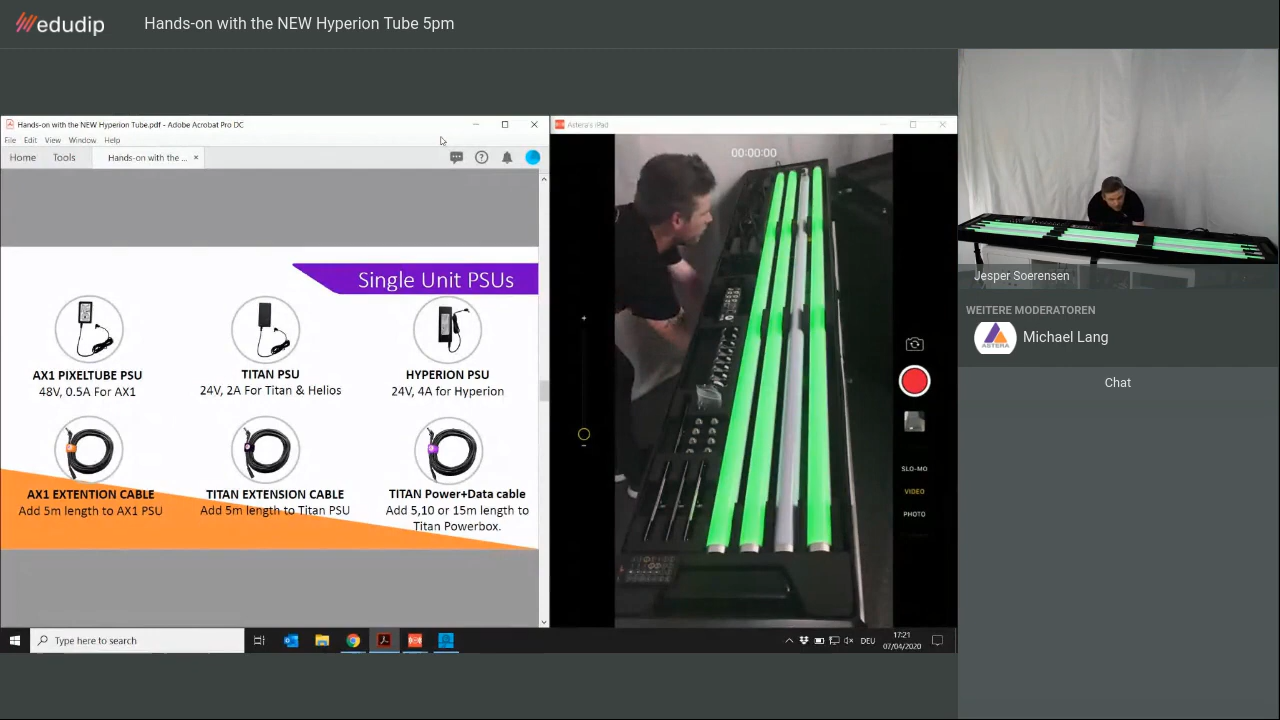 edudip
Hands-on with the NEW Hyperion Tube 5pm
Hands-on with the NEW Hyperion Tube.pdf - Adobe Acrobat Pro DC
File Edit View Window Help
Home Tools Hands-on with the ... ×
Single Unit PSUs
AX1 PIXELTUBE PSU
48V, 0.5A For AX1
TITAN PSU
24V, 2A For Titan & Helios
HYPERION PSU
24V, 4A for Hyperion
AX1 EXTENTION CABLE
Add 5m length to AX1 PSU
TITAN EXTENSION CABLE
Add 5m length to Titan PSU
TITAN Power+Data cable
Add 5,10 or 15m length to
Titan Powerbox.
Astera's iPad
00:00:00
SLO-MO
VIDEO
PHOTO
Type here to search
DEU
17:21
07/04/2020
Jesper Soerensen
WEITERE MODERATOREN
ASTERA
Michael Lang
Chat